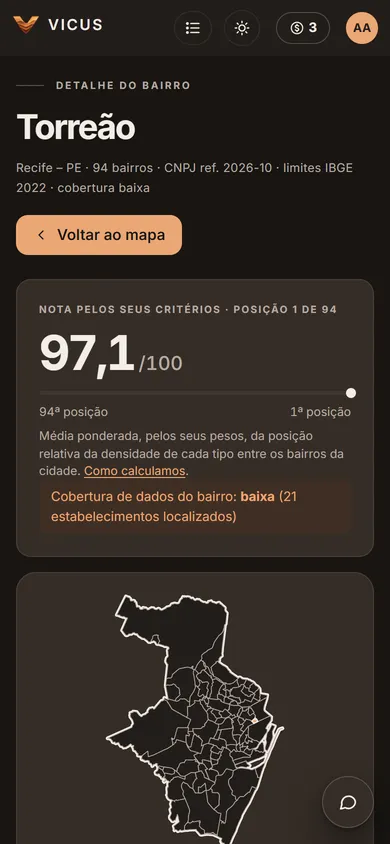 VICUS
3
AA
DETALHE DO BAIRRO
Torreão
Recife – PE · 94 bairros · CNPJ ref. 2026-10 · limites IBGE
2022 · cobertura baixa
Voltar ao mapa
NOTA PELOS SEUS CRITÉRIOS · POSIÇÃO 1 DE 94
97,1/100
94ª posição
1ª posição
Média ponderada, pelos seus pesos, da posição
relativa da densidade de cada tipo entre os bairros da
cidade. Como calculamos.
Cobertura de dados do bairro: baixa (21
estabelecimentos localizados)